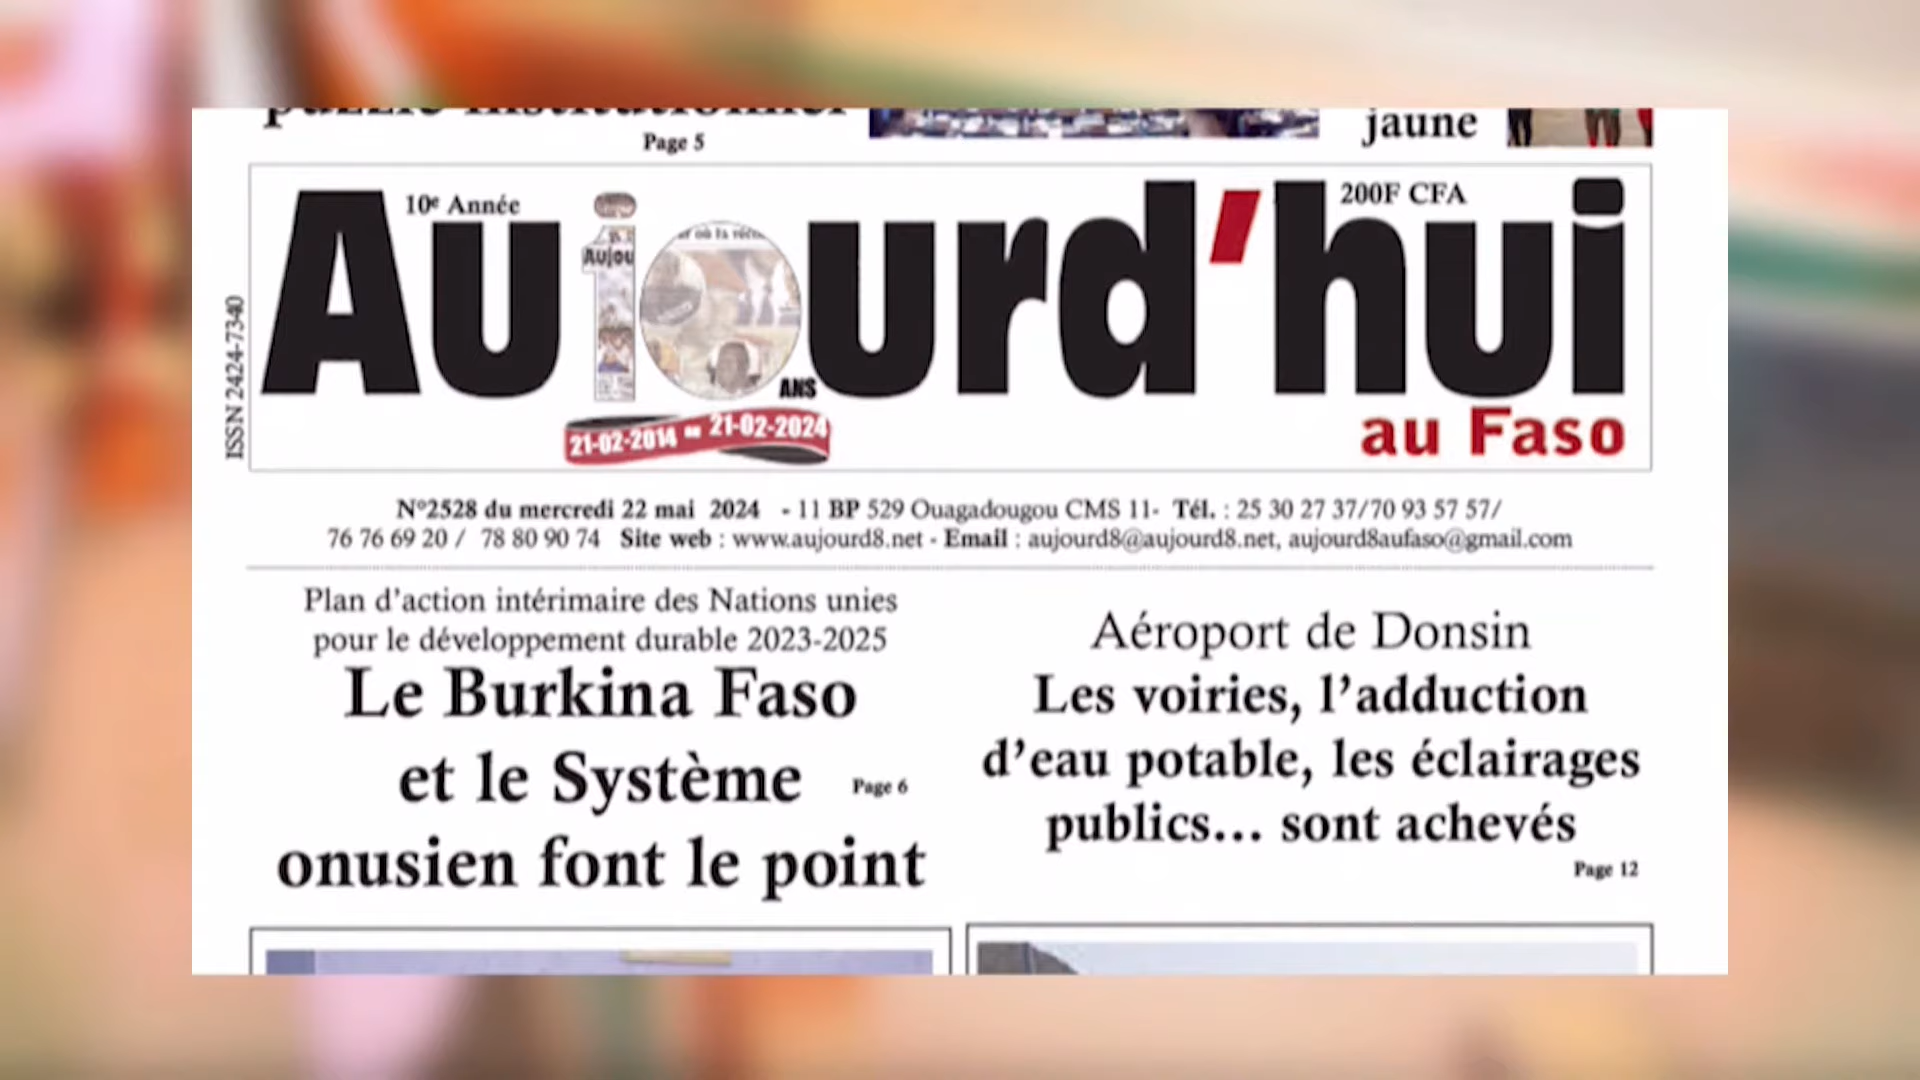 puzzle institutionnel
Page 5
jaune
10e Année
200F CFA
Aujourd'hui
Aujou
ANS
21-02-2014 - 21-02-2024
au Faso
ISSN 2424-7340
N°2528 du mercredi 22 mai 2024 - 11 BP 529 Ouagadougou CMS 11- Tél. : 25 30 27 37/70 93 57 57/
76 76 69 20 / 78 80 90 74 Site web : www.aujourd8.net - Email : aujourd8@aujourd8.net, aujourd8aufaso@gmail.com
Plan d'action intérimaire des Nations unies
pour le développement durable 2023-2025
Le Burkina Faso
et le Système
Page 6
onusien font le point
Aéroport de Donsin
Les voiries, l'adduction
d'eau potable, les éclairages
publics... sont achevés
Page 12